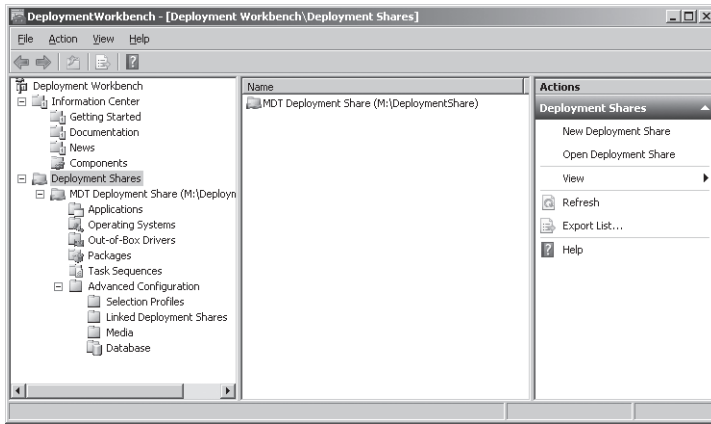 DeploymentWorkbench - [Deployment Workbench\Deployment Shares]
File Action View Help
Deployment Workbench
Information Center
Getting Started
Documentation
News
Components
Deployment Shares
MDT Deployment Share (M:\Deployn
Applications
Operating Systems
Out-of-Box Drivers
Packages
Task Sequences
Advanced Configuration
Selection Profiles
Linked Deployment Shares
Media
Database
Name
MDT Deployment Share (M:\DeploymentShare)
Actions
Deployment Shares
New Deployment Share
Open Deployment Share
View
Refresh
Export List...
Help